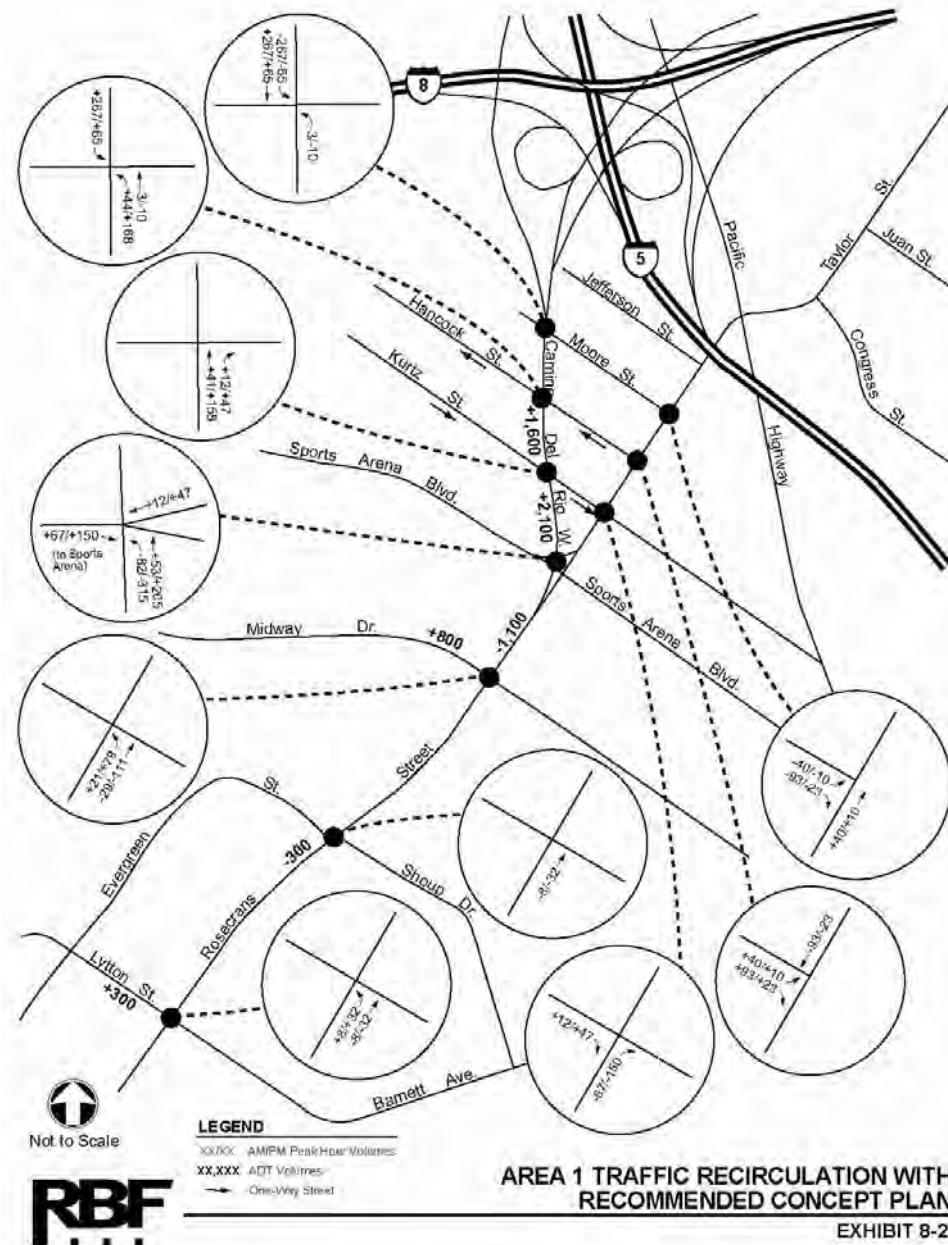 -267/-65
+267/+65
3/-10
+267/+65
3/-10
+44/+168
8
5
Pacific
Highway
Taylor
St.
Juan St.
Congress
St.
Jefferson
St.
Moore
St.
Hancock
St.
Kurtz
St.
Camino
Del
Rio W.
+1,600
+2,100
+12/+47
Sports Arena
Blvd.
+12/+47
+67/+150
(to Sports
Arena)
+53/+205
-82/-315
Midway Dr.
+800
-1,100
Sports
Arena
Blvd.
+21/+78
-29/-111
Street
-40/-10
-93/-23
+40/+10
St.
Evergreen
-300
-8/-32
Shoup
Dr.
Rosecrans
+8/+32
-8/-32
-93/-23
+40/+10
+93/+23
+12/+47
-67/-150
Lytton St.
+300
Barnett Ave.
Not to Scale
LEGEND
XX/XX AM/PM Peak Hour Volumes
XX,XXX ADT Volumes
One-Way Street
AREA 1 TRAFFIC RECIRCULATION WITH
RECOMMENDED CONCEPT PLAN
RBF
EXHIBIT 8-2